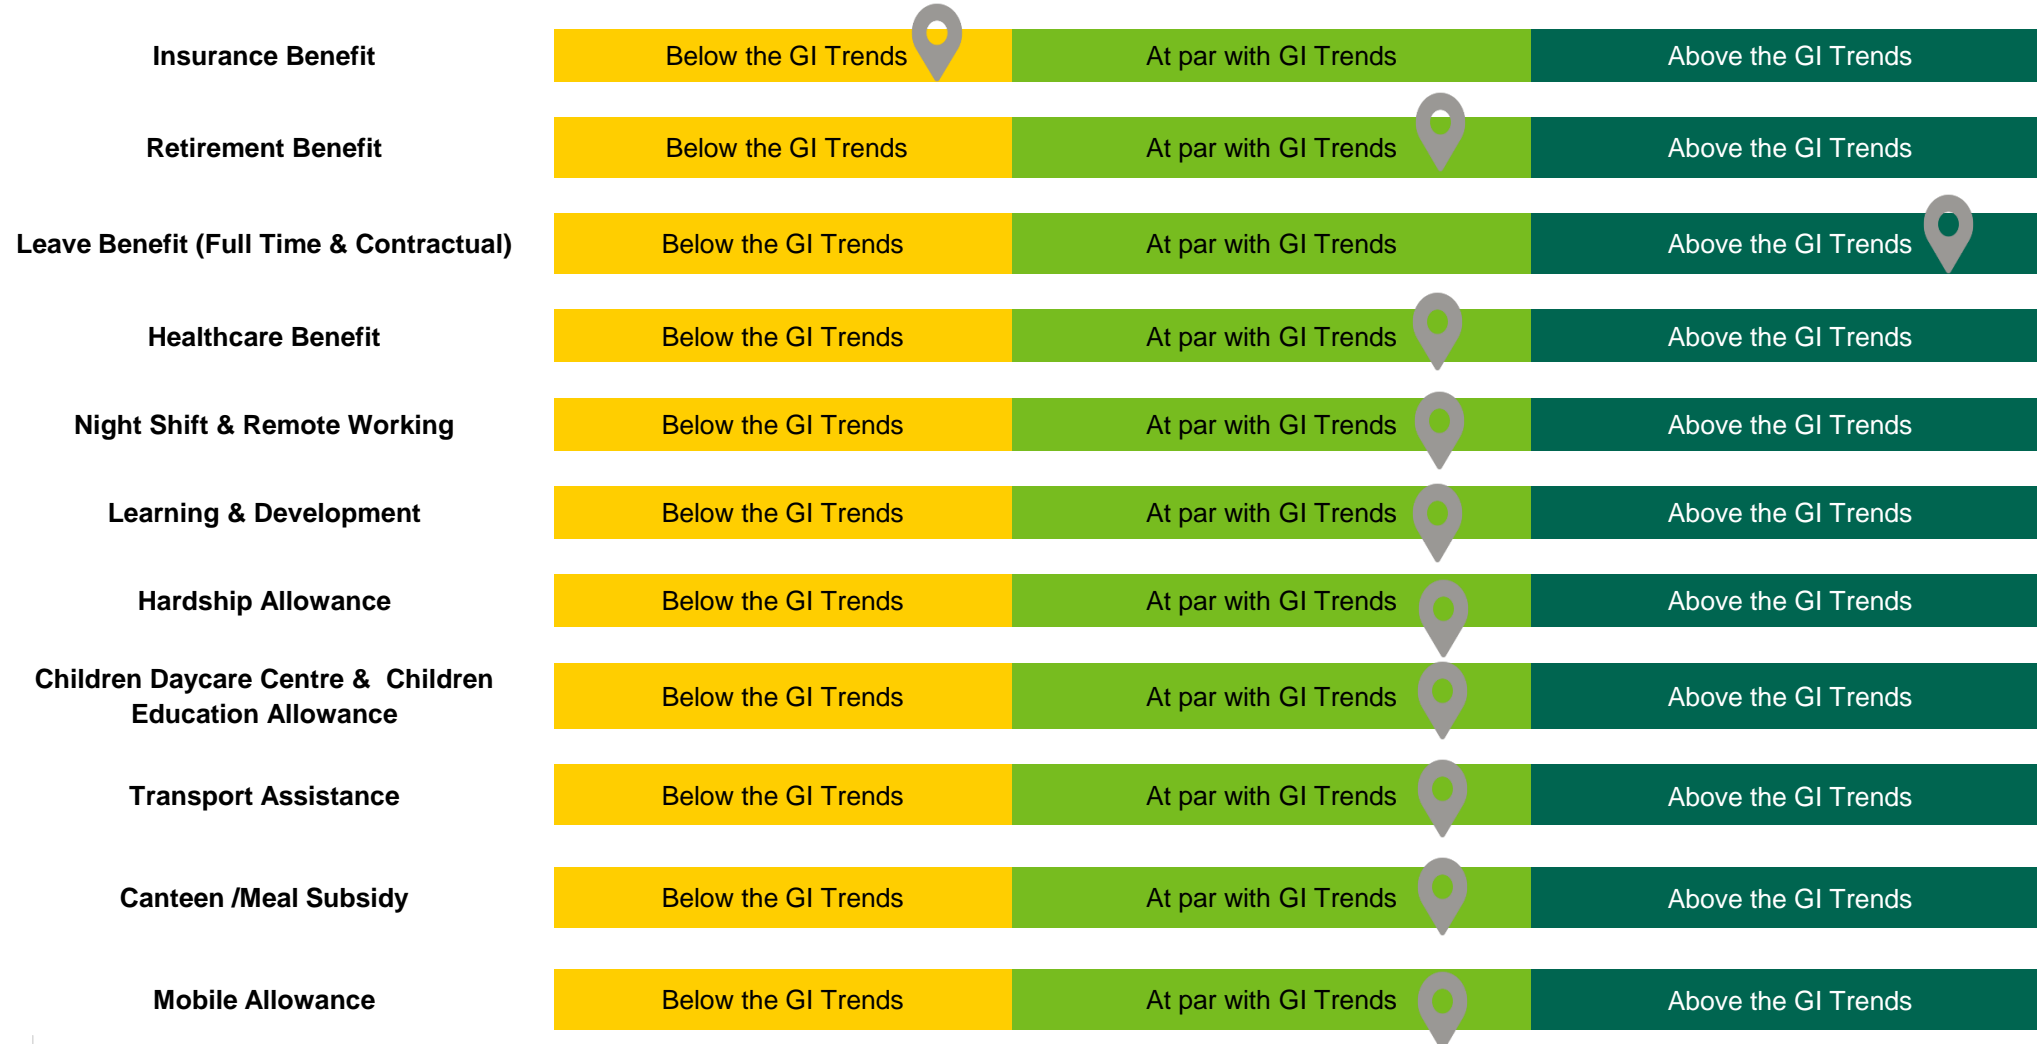 Insurance Benefit Below the GI Trends At par with GI Trends Above the GI Trends
Retirement Benefit Below the GI Trends At par with GI Trends Above the GI Trends
Leave Benefit (Full Time & Contractual) Below the GI Trends At par with GI Trends Above the GI Trends
Healthcare Benefit Below the GI Trends At par with GI Trends Above the GI Trends
Night Shift & Remote Working Below the GI Trends At par with GI Trends Above the GI Trends
Learning & Development Below the GI Trends At par with GI Trends Above the GI Trends
Hardship Allowance Below the GI Trends At par with GI Trends Above the GI Trends
Children Daycare Centre & Children
Education Allowance Below the GI Trends At par with GI Trends Above the GI Trends
Transport Assistance Below the GI Trends At par with GI Trends Above the GI Trends
Canteen /Meal Subsidy Below the GI Trends At par with GI Trends Above the GI Trends
Mobile Allowance Below the GI Trends At par with GI Trends Above the GI Trends